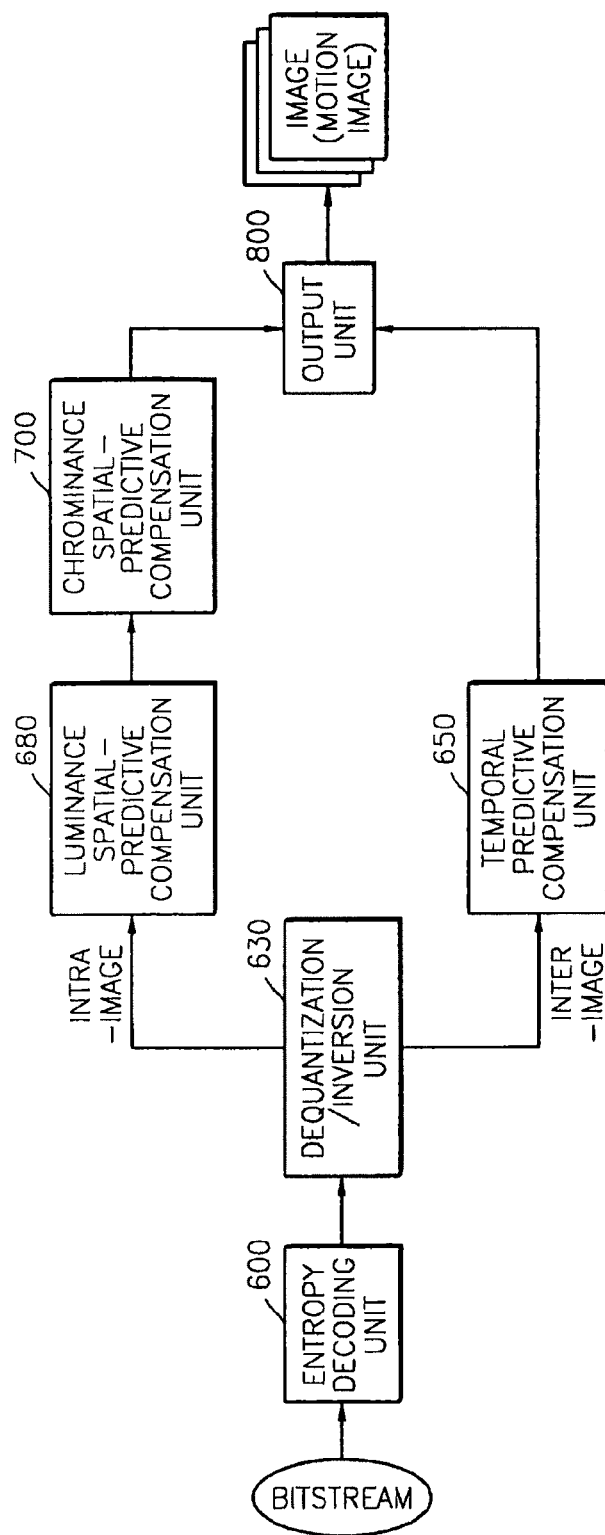 BITSTREAM
600
ENTROPY
DECODING
UNIT
630
DEQUANTIZATION
/INVERSION
UNIT
INTRA
-IMAGE
680
LUMINANCE
SPATIAL-
PREDICTIVE
COMPENSATION
UNIT
700
CHROMINANCE
SPATIAL-
PREDICTIVE
COMPENSATION
UNIT
INTER
-IMAGE
650
TEMPORAL
PREDICTIVE
COMPENSATION
UNIT
800
OUTPUT
UNIT
IMAGE
(MOTION
IMAGE)